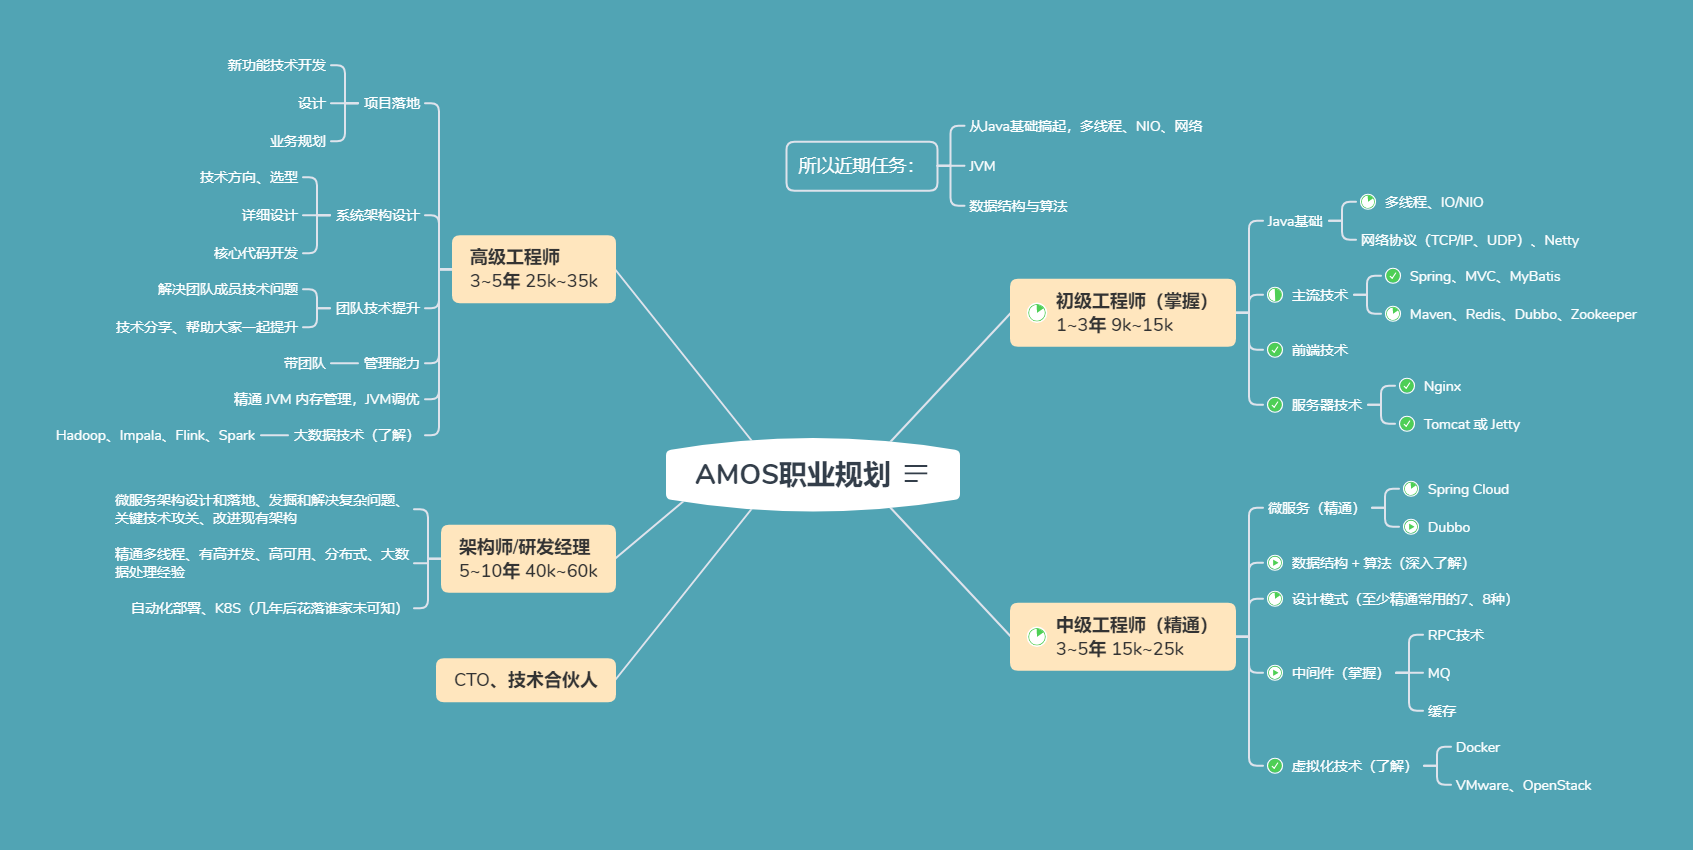 AMOS职业规划
所以近期任务：
从Java基础搞起，多线程、NIO、网络
JVM
数据结构与算法
初级工程师（掌握）
1~3年 9k~15k
Java基础
多线程、IO/NIO
网络协议（TCP/IP、UDP）、Netty
主流技术
Spring、MVC、MyBatis
Maven、Redis、Dubbo、Zookeeper
前端技术
服务器技术
Nginx
Tomcat 或 Jetty
中级工程师（精通）
3~5年 15k~25k
微服务（精通）
Spring Cloud
Dubbo
数据结构 + 算法（深入了解）
设计模式（至少精通常用的7、8种）
中间件（掌握）
RPC技术
MQ
缓存
虚拟化技术（了解）
Docker
VMware、OpenStack
高级工程师
3~5年 25k~35k
项目落地
新功能技术开发
设计
业务规划
系统架构设计
技术方向、选型
详细设计
核心代码开发
团队技术提升
解决团队成员技术问题
技术分享、帮助大家一起提升
管理能力
带团队
精通 JVM 内存管理，JVM调优
大数据技术（了解）
Hadoop、Impala、Flink、Spark
架构师/研发经理
5~10年 40k~60k
微服务架构设计和落地、发掘和解决复杂问题、
关键技术攻关、改进现有架构
精通多线程、有高并发、高可用、分布式、大数
据处理经验
自动化部署、K8S（几年后花落谁家未可知）
CTO、技术合伙人